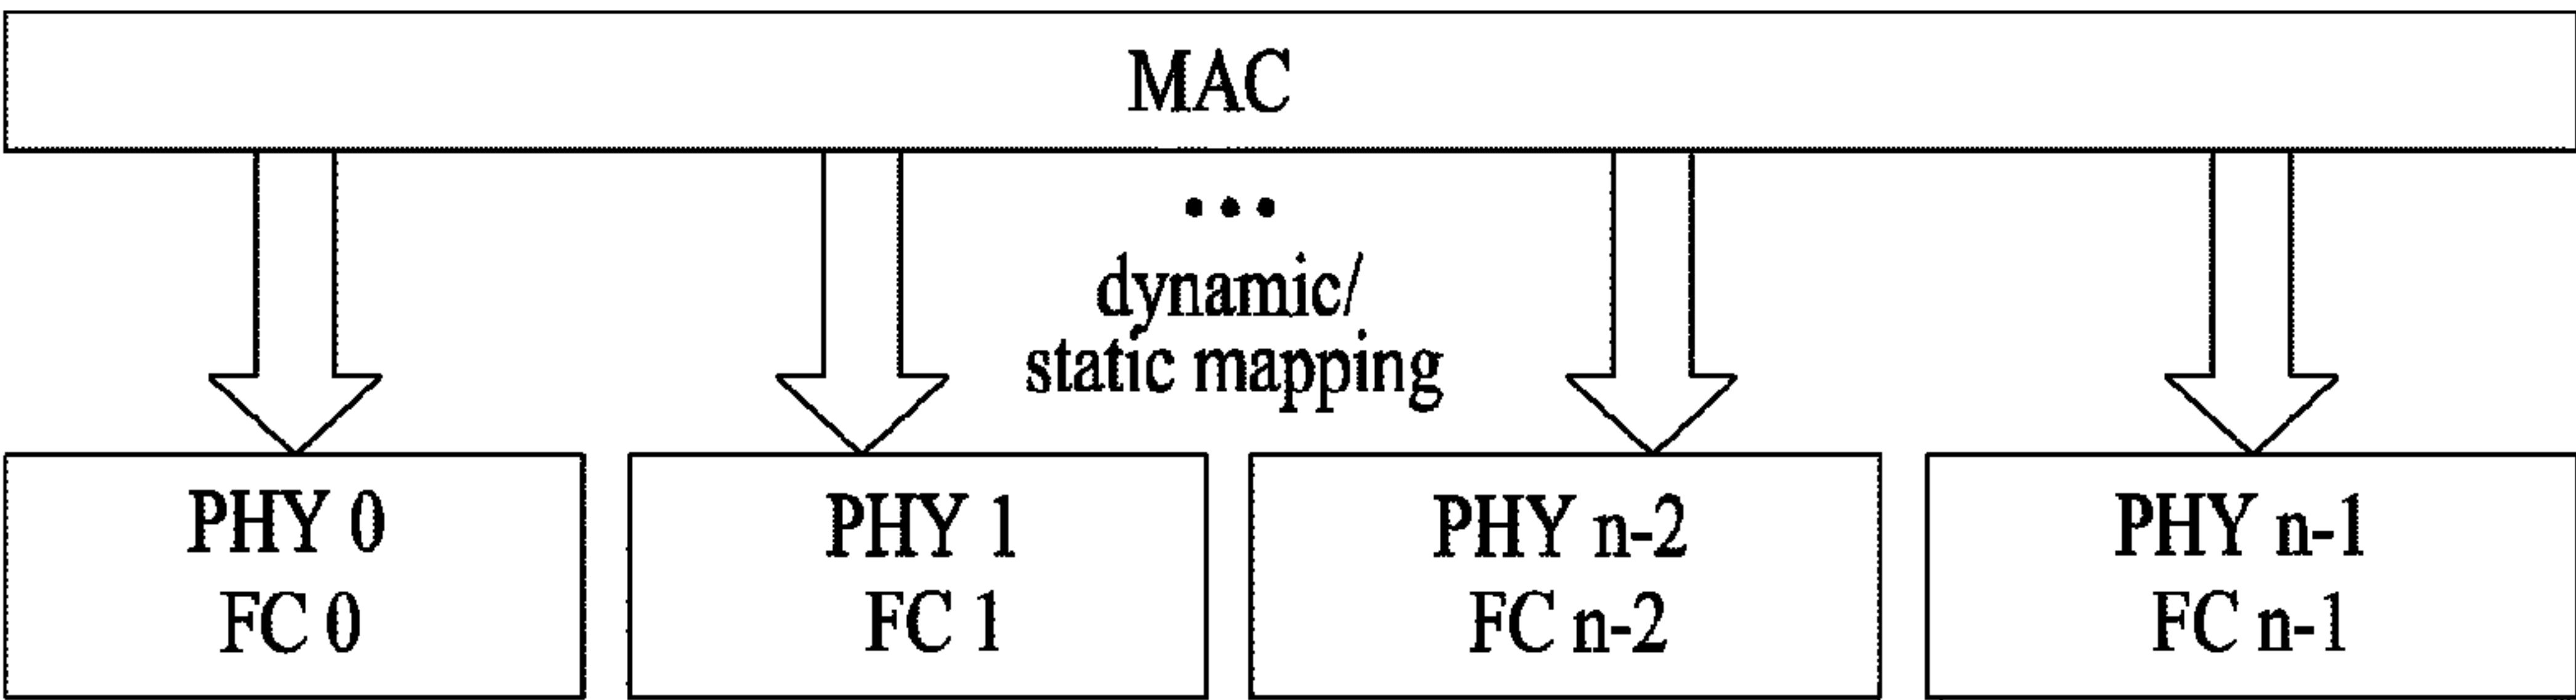 MAC
•••
dynamic/
static mapping
PHY 0
FC 0
PHY 1
FC 1
PHY n-2
FC n-2
PHY n-1
FC n-1